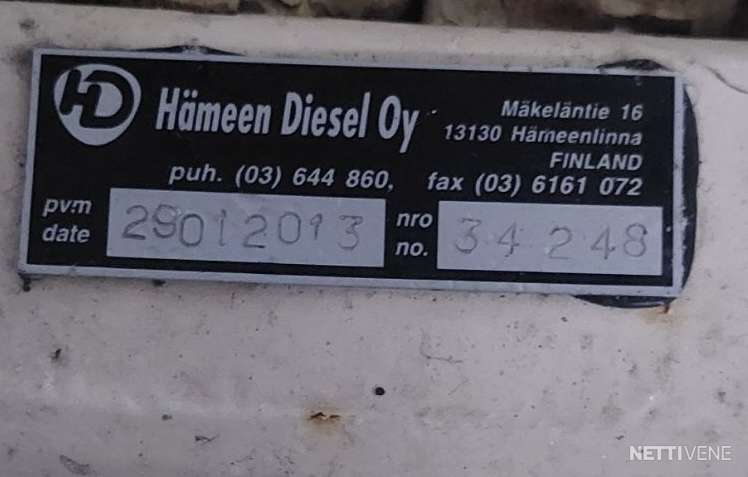 HD Hämeen Diesel Oy
Mäkeläntie 16
13130 Hämeenlinna
FINLAND
puh. (03) 644 860, fax (03) 6161 072
pvm
date
29012013
nro
no.
34248
NETTIVENE